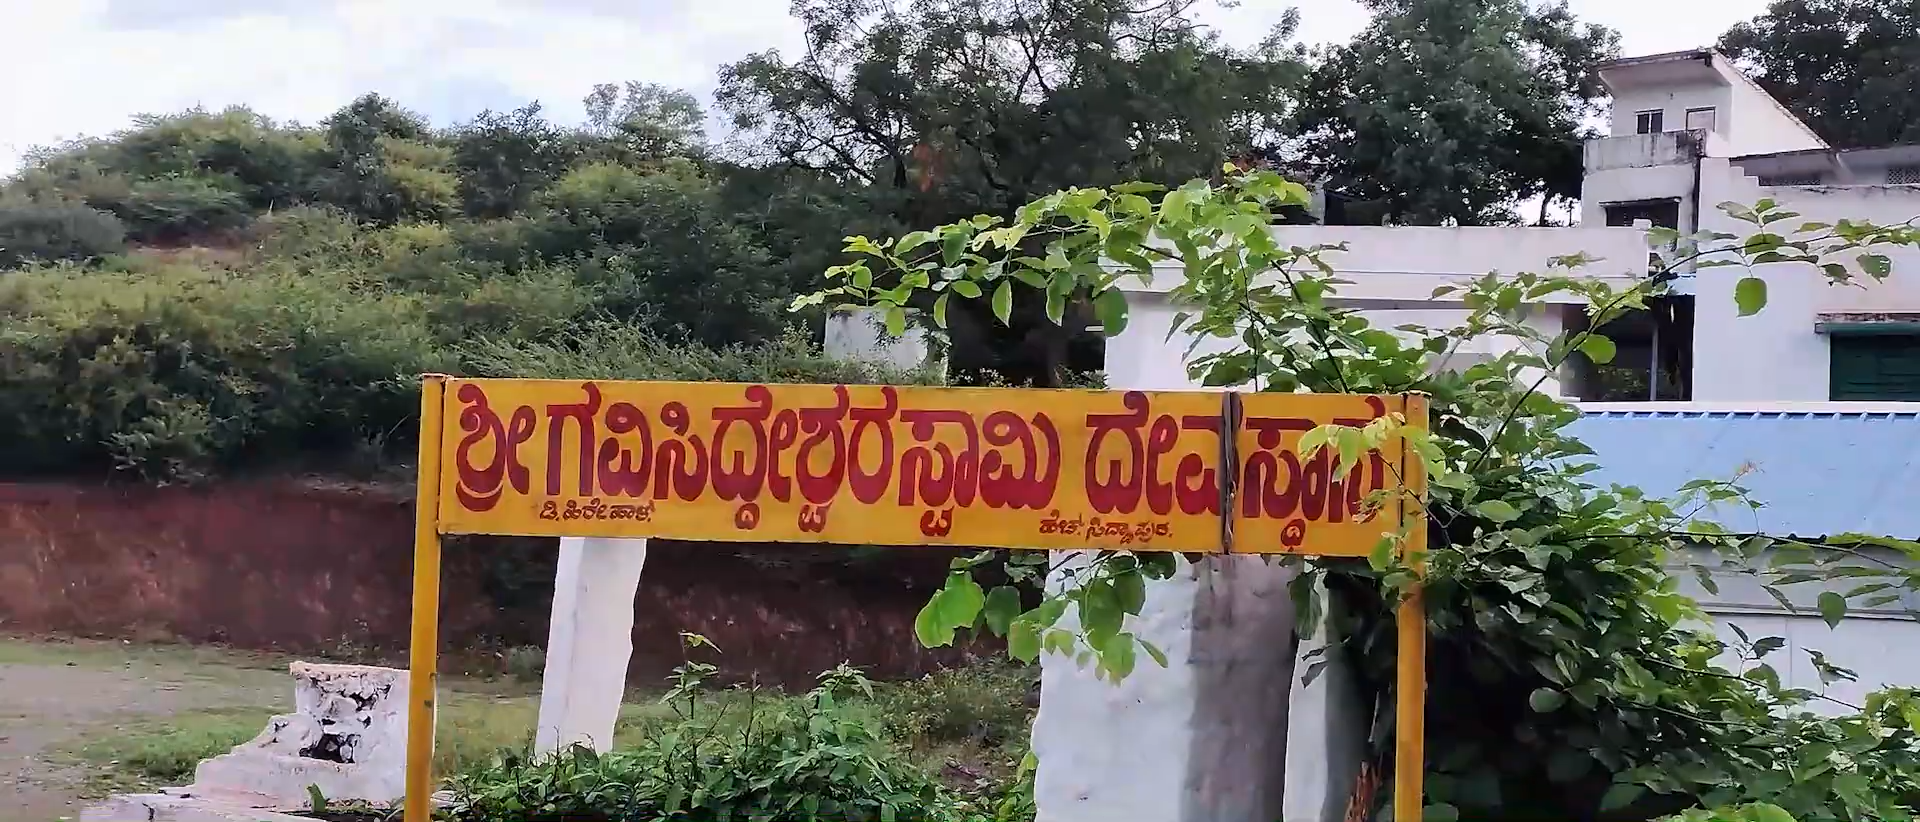 ಶ್ರೀ ಗವಿಸಿದ್ದೇಶ್ವರಸ್ವಾಮಿ ದೇವಸ್ಥಾನ
ಡಿ.ಹಿರೇಹಾಳ್. ಹೆಚ್.ಸಿದ್ದಾಪುರ.